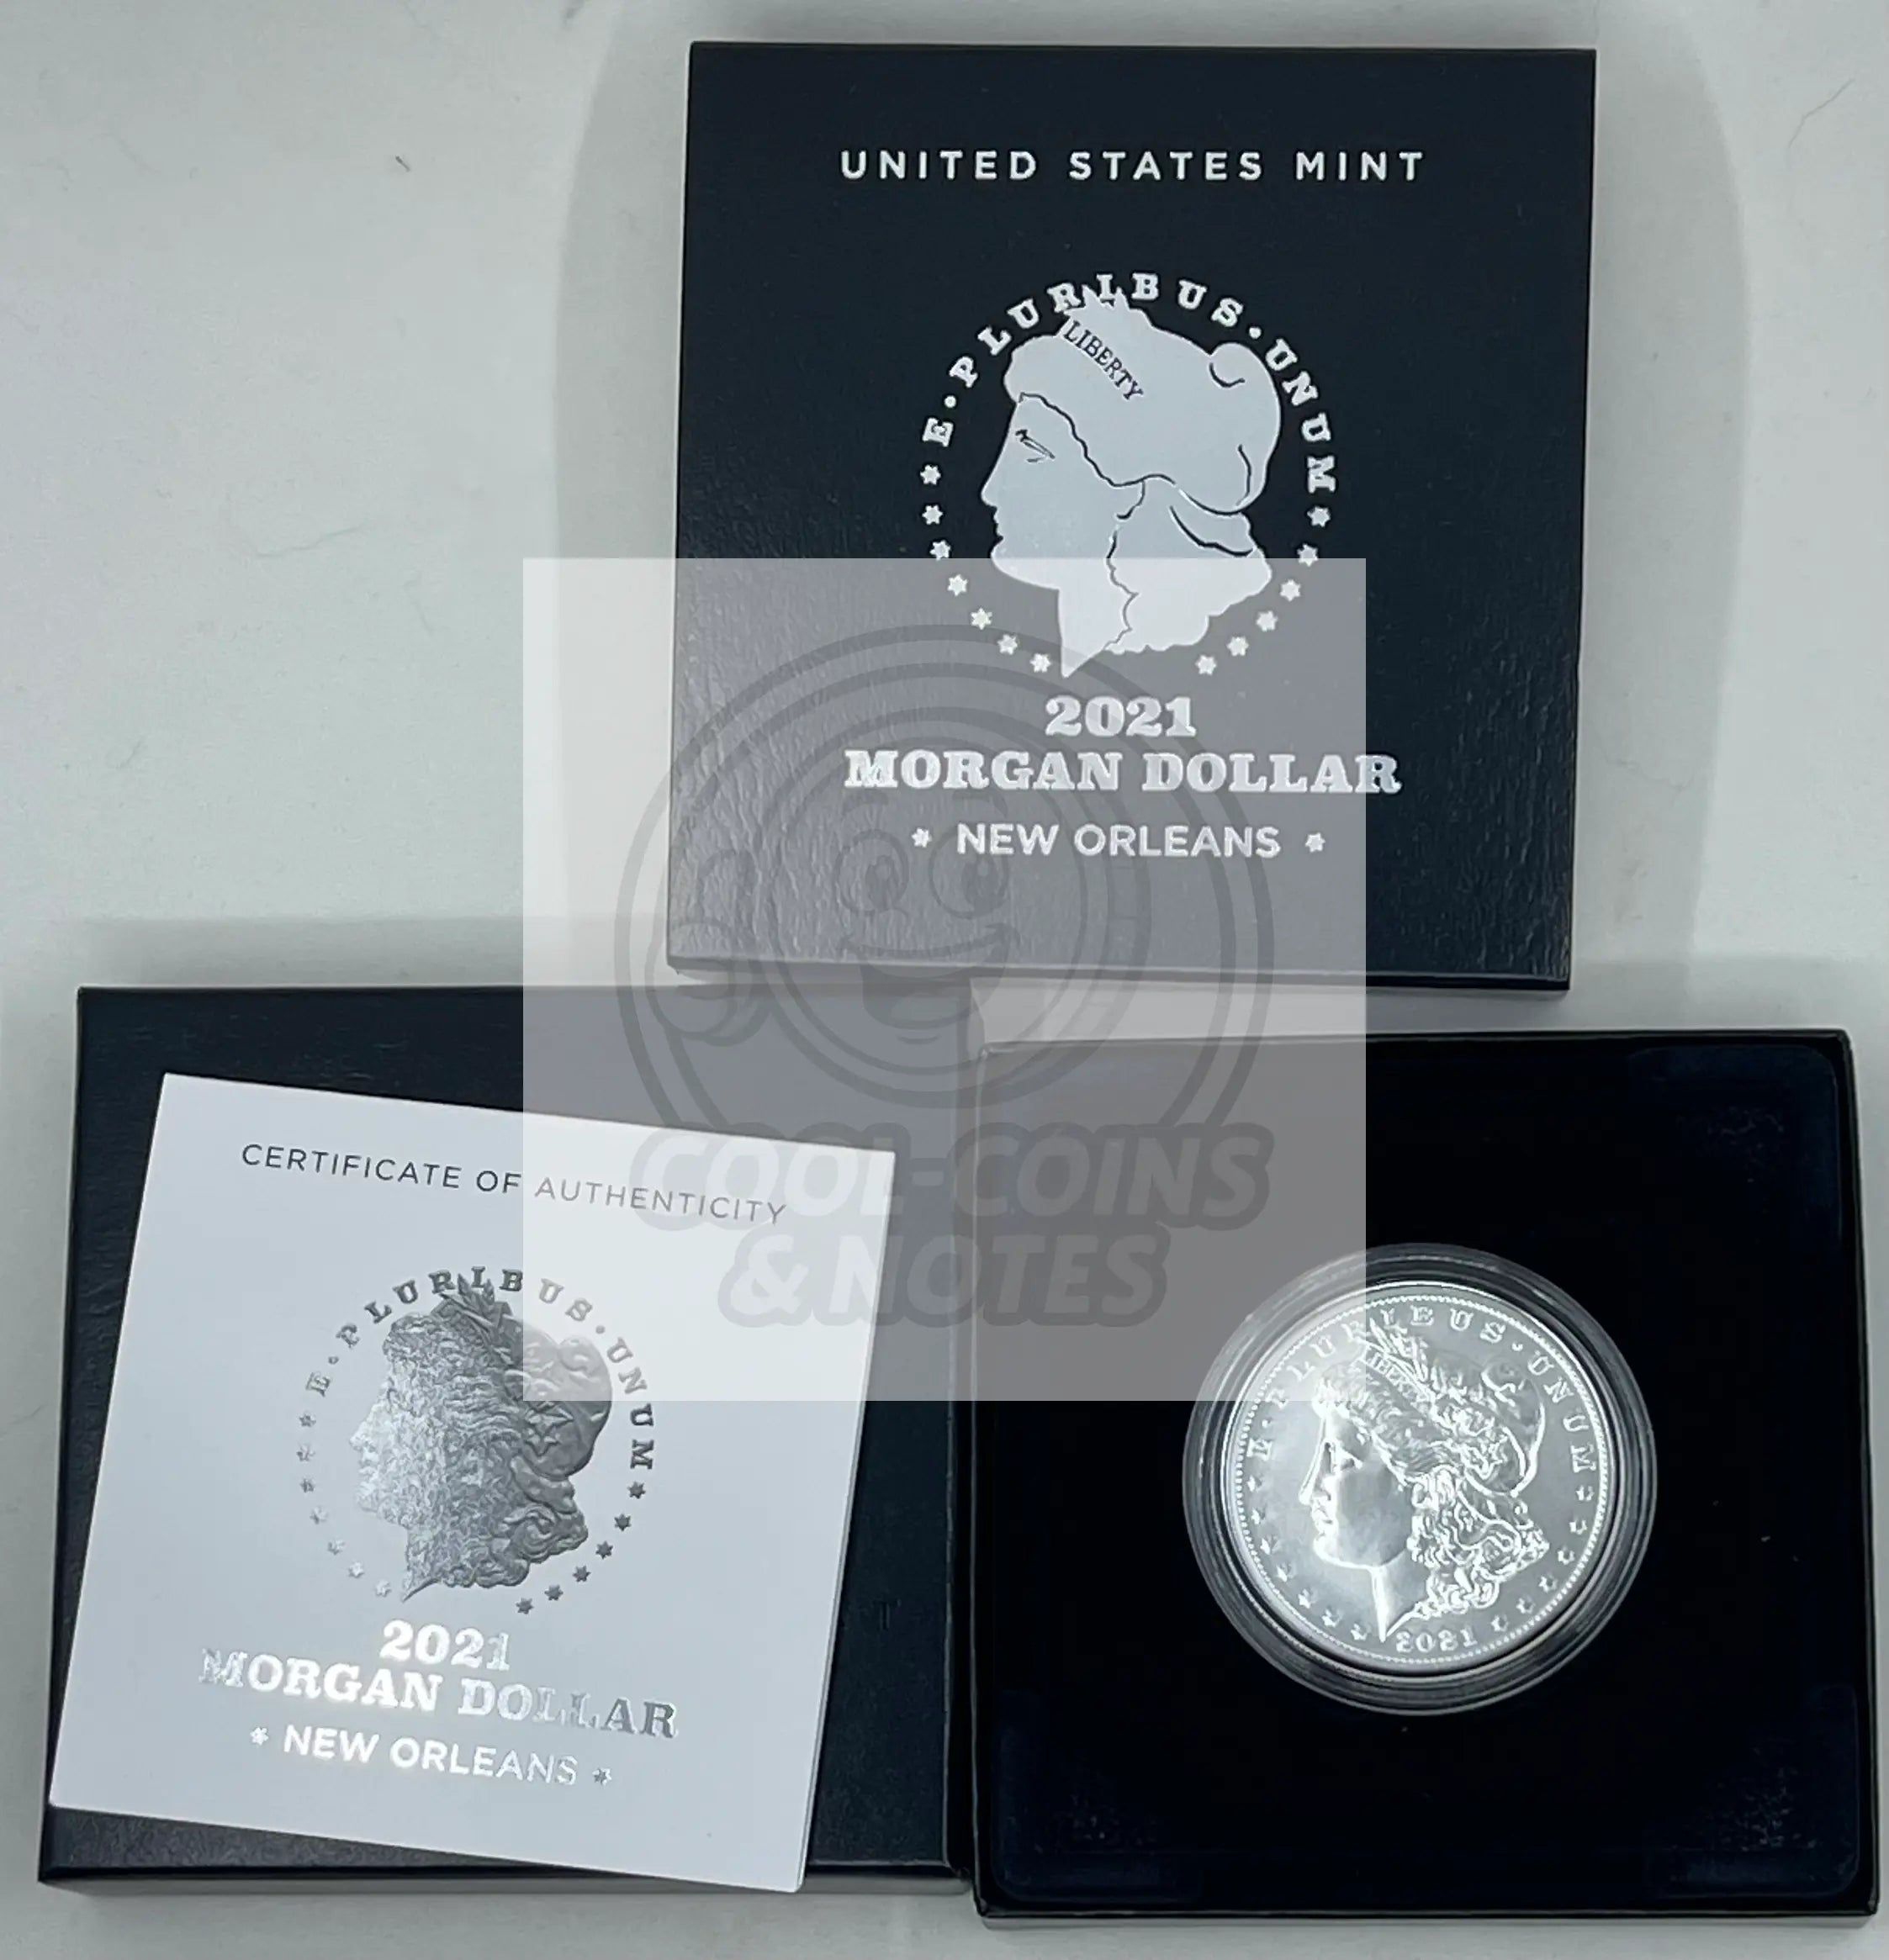 UNITED STATES MINT
E · PLURIBUS · UNUM
LIBERTY
2021
MORGAN DOLLAR
* NEW ORLEANS *
COOL-COINS
& NOTES
CERTIFICATE OF AUTHENTICITY
E · PLURIBUS · UNUM
2021
MORGAN DOLLAR
* NEW ORLEANS *
E · PLURIBUS · UNUM
LIBERTY
2021